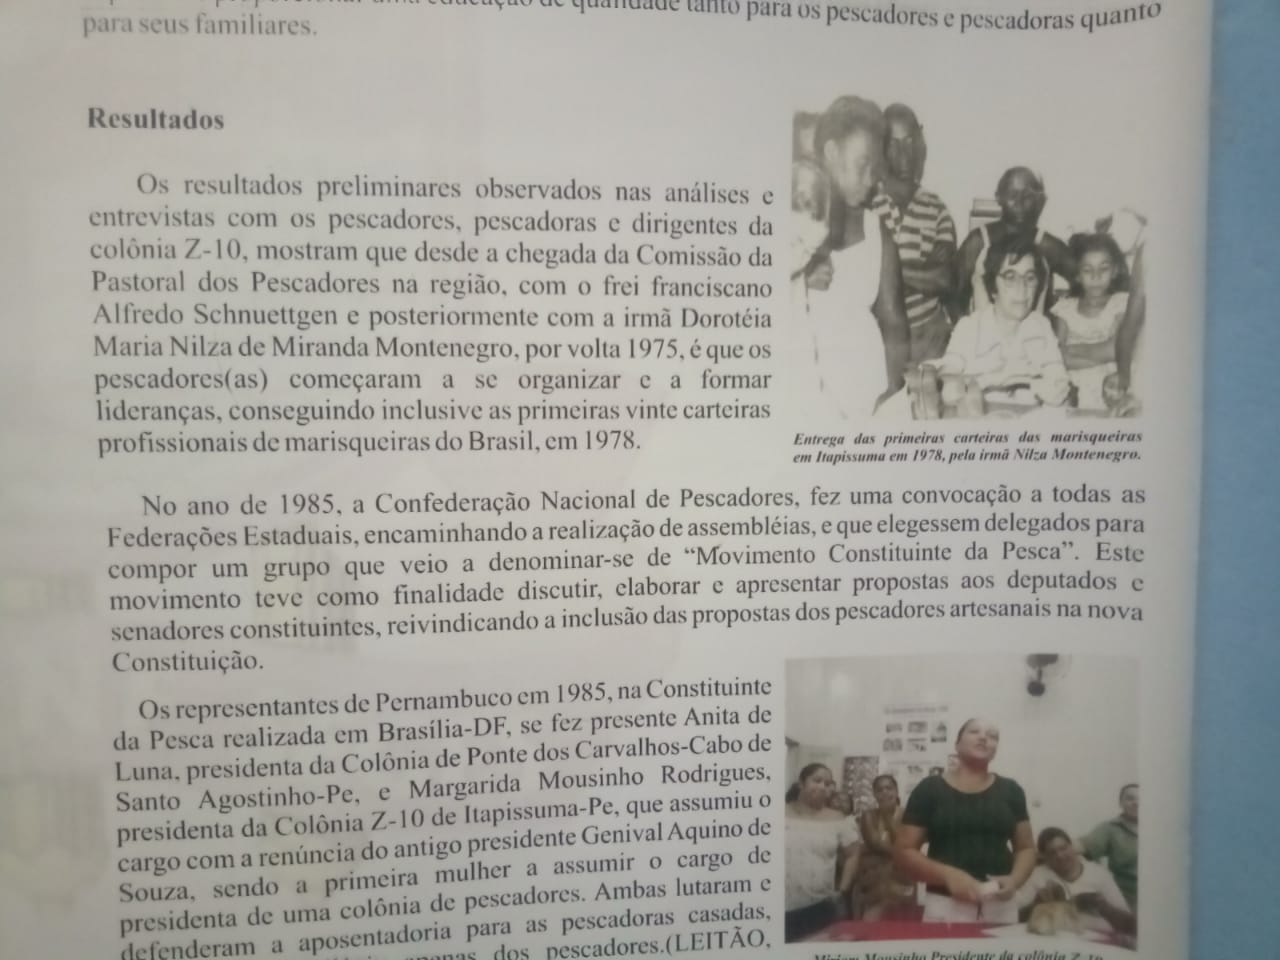 uma educação de qualidade tanto para os pescadores e pescadoras quanto
para seus familiares.
Resultados
Os resultados preliminares observados nas análises e
entrevistas com os pescadores, pescadoras e dirigentes da
colônia Z-10, mostram que desde a chegada da Comissão da
Pastoral dos Pescadores na região, com o frei franciscano
Alfredo Schnuettgen e posteriormente com a irmã Dorotéia
Maria Nilza de Miranda Montenegro, por volta 1975, é que os
pescadores(as) começaram a se organizar e a formar
lideranças, conseguindo inclusive as primeiras vinte carteiras
profissionais de marisqueiras do Brasil, em 1978.
Entrega das primeiras carteiras das marisqueiras
em Itapissuma em 1978, pela irmã Nilza Montenegro.
No ano de 1985, a Confederação Nacional de Pescadores, fez uma convocação a todas as
Federações Estaduais, encaminhando a realização de assembléias, e que elegessem delegados para
compor um grupo que veio a denominar-se de “Movimento Constituinte da Pesca”. Este
movimento teve como finalidade discutir, elaborar e apresentar propostas aos deputados e
senadores constituintes, reivindicando a inclusão das propostas dos pescadores artesanais na nova
Constituição.
Os representantes de Pernambuco em 1985, na Constituinte
da Pesca realizada em Brasília-DF, se fez presente Anita de
Luna, presidenta da Colônia de Ponte dos Carvalhos-Cabo de
Santo Agostinho-Pe, e Margarida Mousinho Rodrigues,
presidenta da Colônia Z-10 de Itapissuma-Pe, que assumiu o
cargo com a renúncia do antigo presidente Genival Aquino de
Souza, sendo a primeira mulher a assumir o cargo de
presidenta de uma colônia de pescadores. Ambas lutaram e
defenderam a aposentadoria para as pescadoras casadas,
apenas dos pescadores.(LEITÃO,
Miriam Mousinho Presidente da colônia Z-10